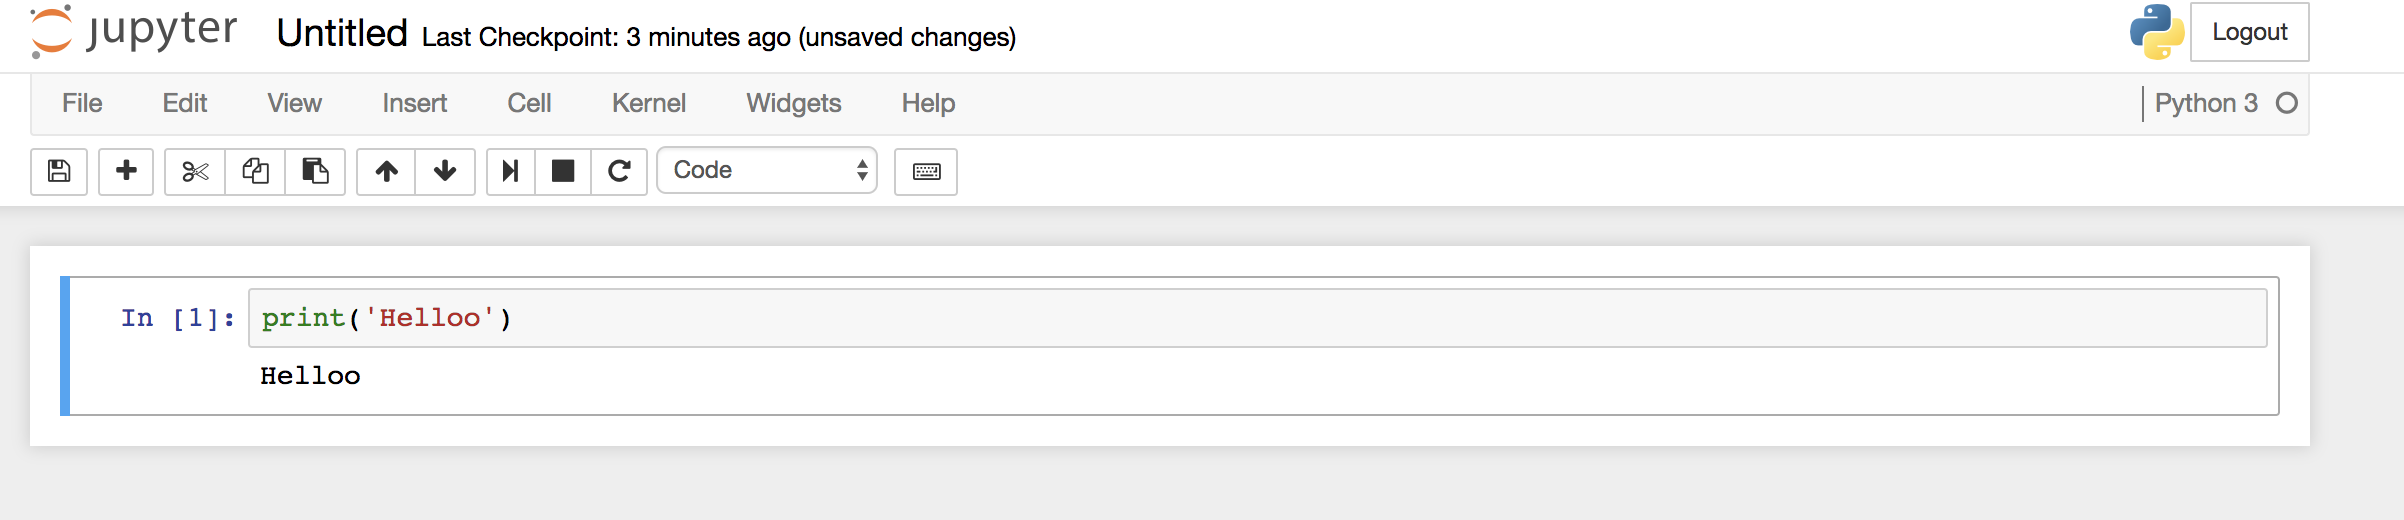 jupyter Untitled Last Checkpoint: 3 minutes ago (unsaved changes) Logout
File Edit View Insert Cell Kernel Widgets Help Python 3
Code
In [1]: print('Helloo')
Helloo